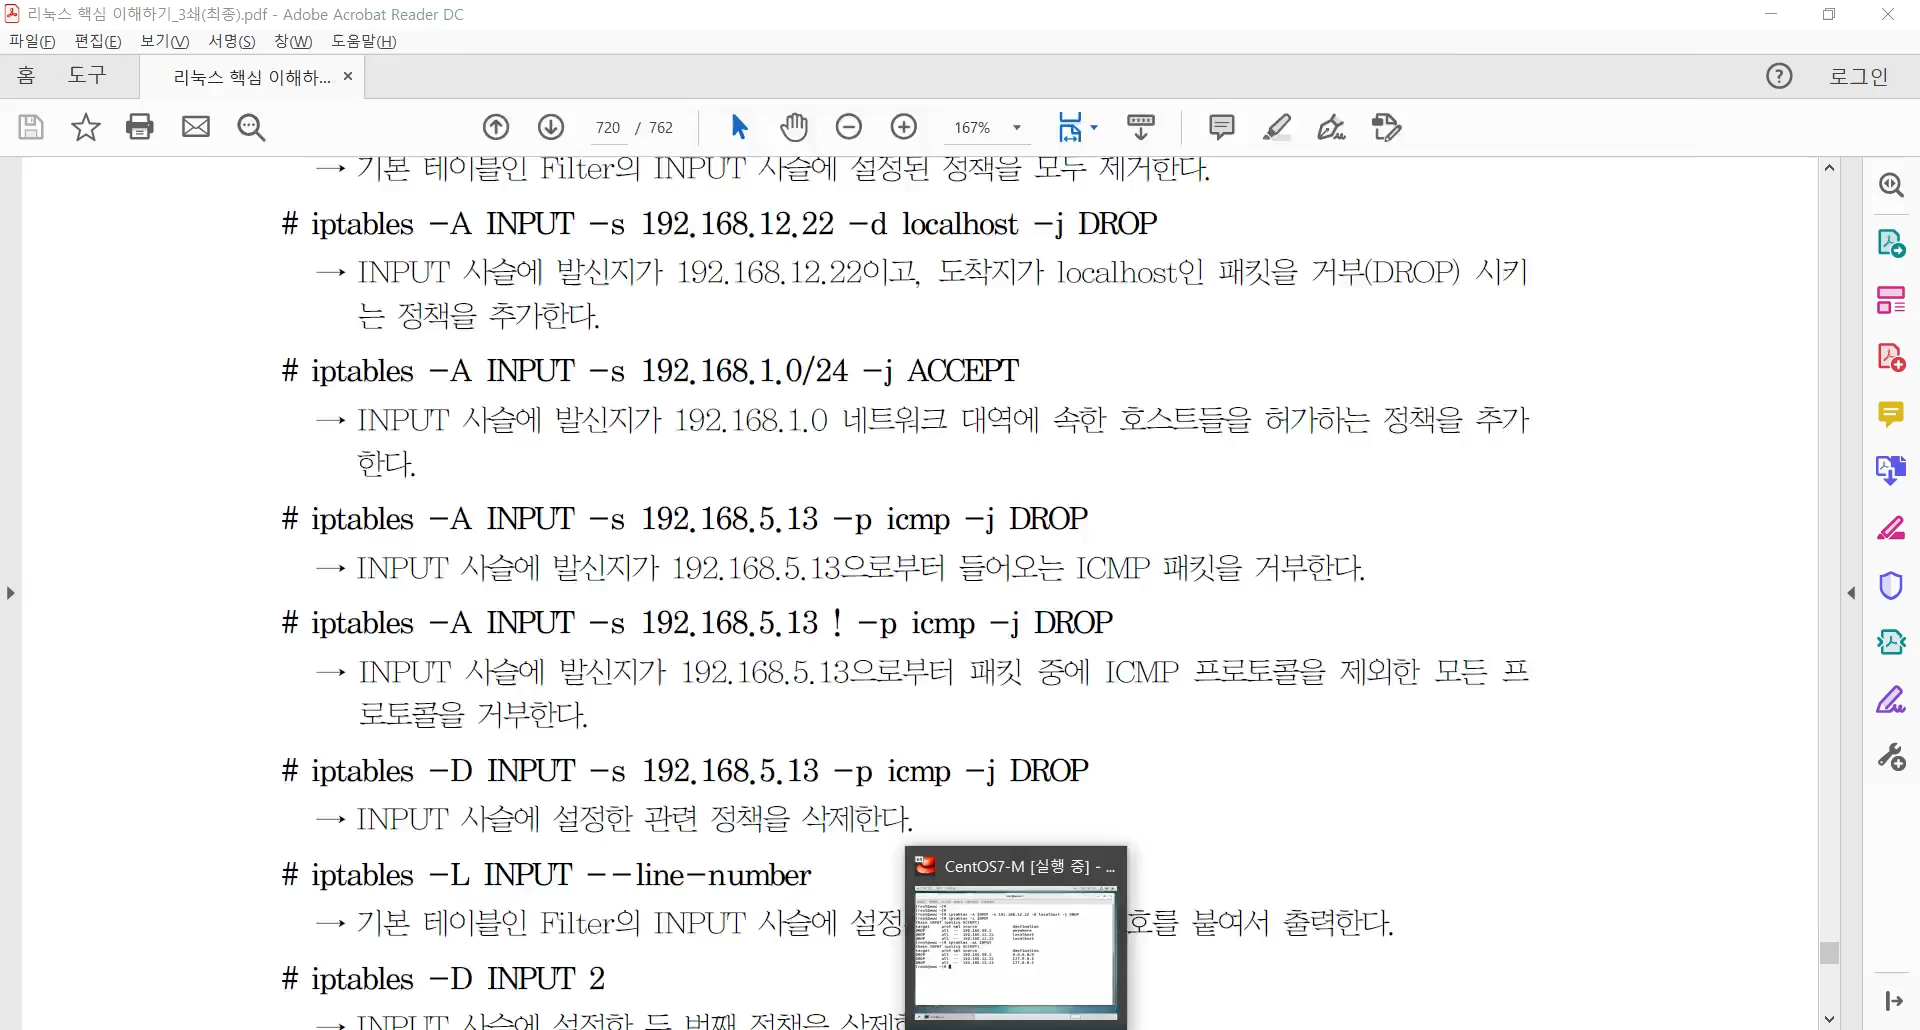 리눅스 핵심 이해하기_3쇄(최종).pdf - Adobe Acrobat Reader DC
파일(F) 편집(E) 보기(V) 서명(S) 창(W) 도움말(H)
홈 도구 리눅스 핵심 이해하... × ? 로그인
720 / 762 167%
→ 기본 테이블인 Filter의 INPUT 사슬에 설정된 정책을 모두 제거한다.
# iptables -A INPUT -s 192.168.12.22 -d localhost -j DROP
→ INPUT 사슬에 발신지가 192.168.12.22이고, 도착지가 localhost인 패킷을 거부(DROP) 시키
는 정책을 추가한다.
# iptables -A INPUT -s 192.168.1.0/24 -j ACCEPT
→ INPUT 사슬에 발신지가 192.168.1.0 네트워크 대역에 속한 호스트들을 허가하는 정책을 추가
한다.
# iptables -A INPUT -s 192.168.5.13 -p icmp -j DROP
→ INPUT 사슬에 발신지가 192.168.5.13으로부터 들어오는 ICMP 패킷을 거부한다.
# iptables -A INPUT -s 192.168.5.13 ! -p icmp -j DROP
→ INPUT 사슬에 발신지가 192.168.5.13으로부터 패킷 중에 ICMP 프로토콜을 제외한 모든 프
로토콜을 거부한다.
# iptables -D INPUT -s 192.168.5.13 -p icmp -j DROP
→ INPUT 사슬에 설정한 관련 정책을 삭제한다.
CentOS7-M [실행 중] - ...
# iptables -L INPUT --line-number
→ 기본 테이블인 Filter의 INPUT 사슬에 설정 호를 붙여서 출력한다.
# iptables -D INPUT 2
→ INPUT 사슬에 설정한 두 번째 정책을 삭제